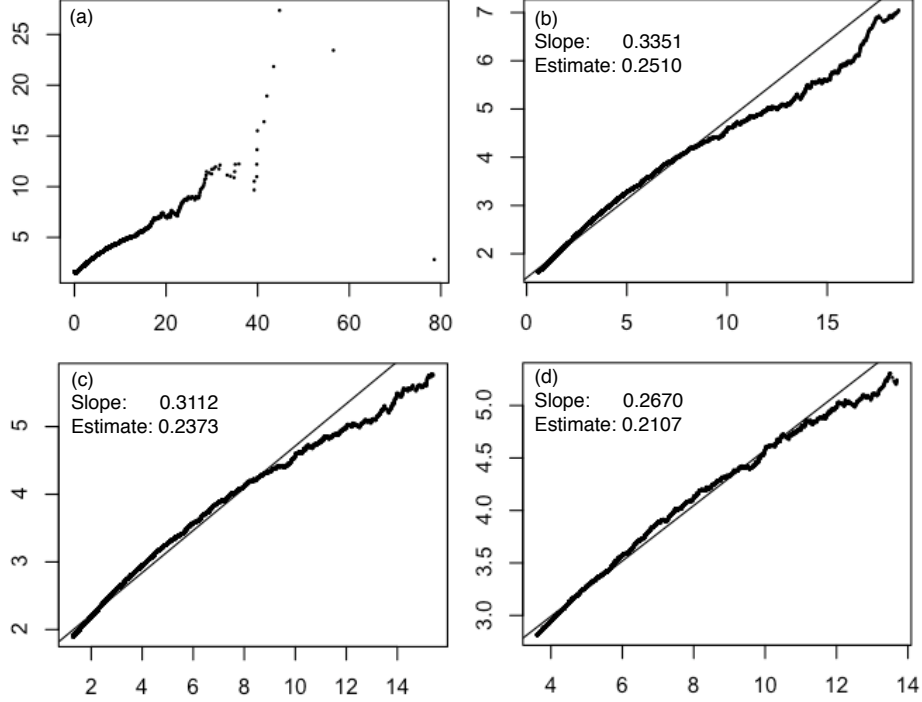 (a)
25
20
15
10
5
0 20 40 60 80
(b)
Slope: 0.3351
Estimate: 0.2510
7
6
5
4
3
2
0 5 10 15
(c)
Slope: 0.3112
Estimate: 0.2373
5
4
3
2
2 4 6 8 10 12 14
(d)
Slope: 0.2670
Estimate: 0.2107
5.0
4.5
4.0
3.5
3.0
4 6 8 10 12 14